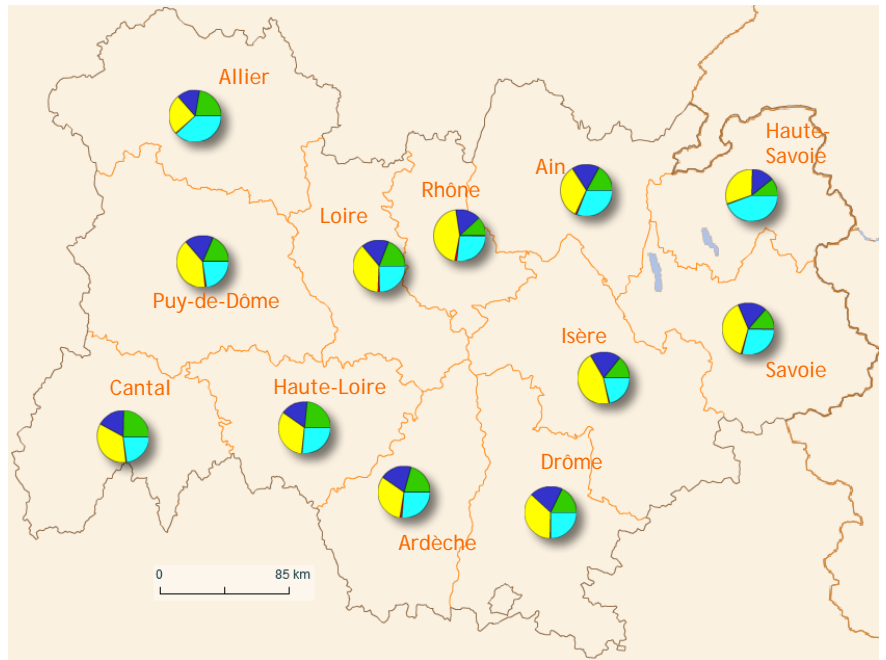 Allier
Haute-
Savoie
Ain
Rhône
Loire
Puy-de-Dôme
Isère
Savoie
Cantal
Haute-Loire
Drôme
Ardèche
0 85 km